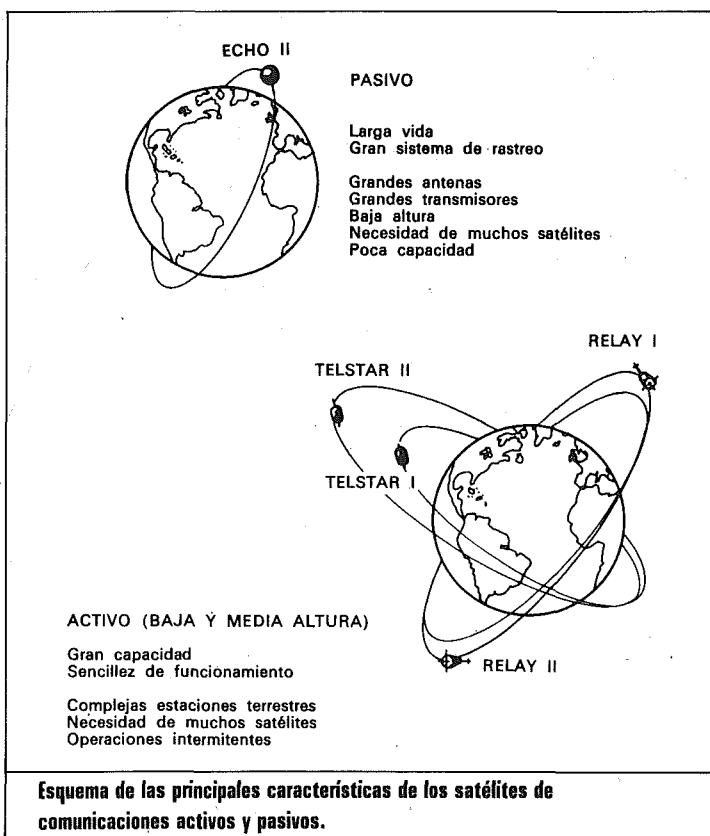 ECHO II
PASIVO
Larga vida
Gran sistema de rastreo
Grandes antenas
Grandes transmisores
Baja altura
Necesidad de muchos satélites
Poca capacidad
RELAY I
TELSTAR II
TELSTAR I
RELAY II
ACTIVO (BAJA Y MEDIA ALTURA)
Gran capacidad
Sencillez de funcionamiento
Complejas estaciones terrestres
Necesidad de muchos satélites
Operaciones intermitentes
Esquema de las principales características de los satélites de
comunicaciones activos y pasivos.